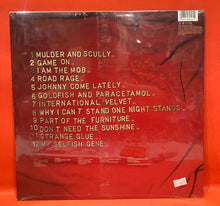 1 MULDER AND SCULLY
2 GAME ON
3 I AM THE MOB
4 ROAD RAGE
5 JOHNNY COME LATELY
6 GOLDFISH AND PARACETAMOL
7 INTERNATIONAL VELVET
8 WHY I CAN'T STAND ONE NIGHT STANDS
9 PART OF THE FURNITURE
10 DON'T NEED THE SUNSHINE
11 STRANGE GLUE
12 MY SELFISH GENE